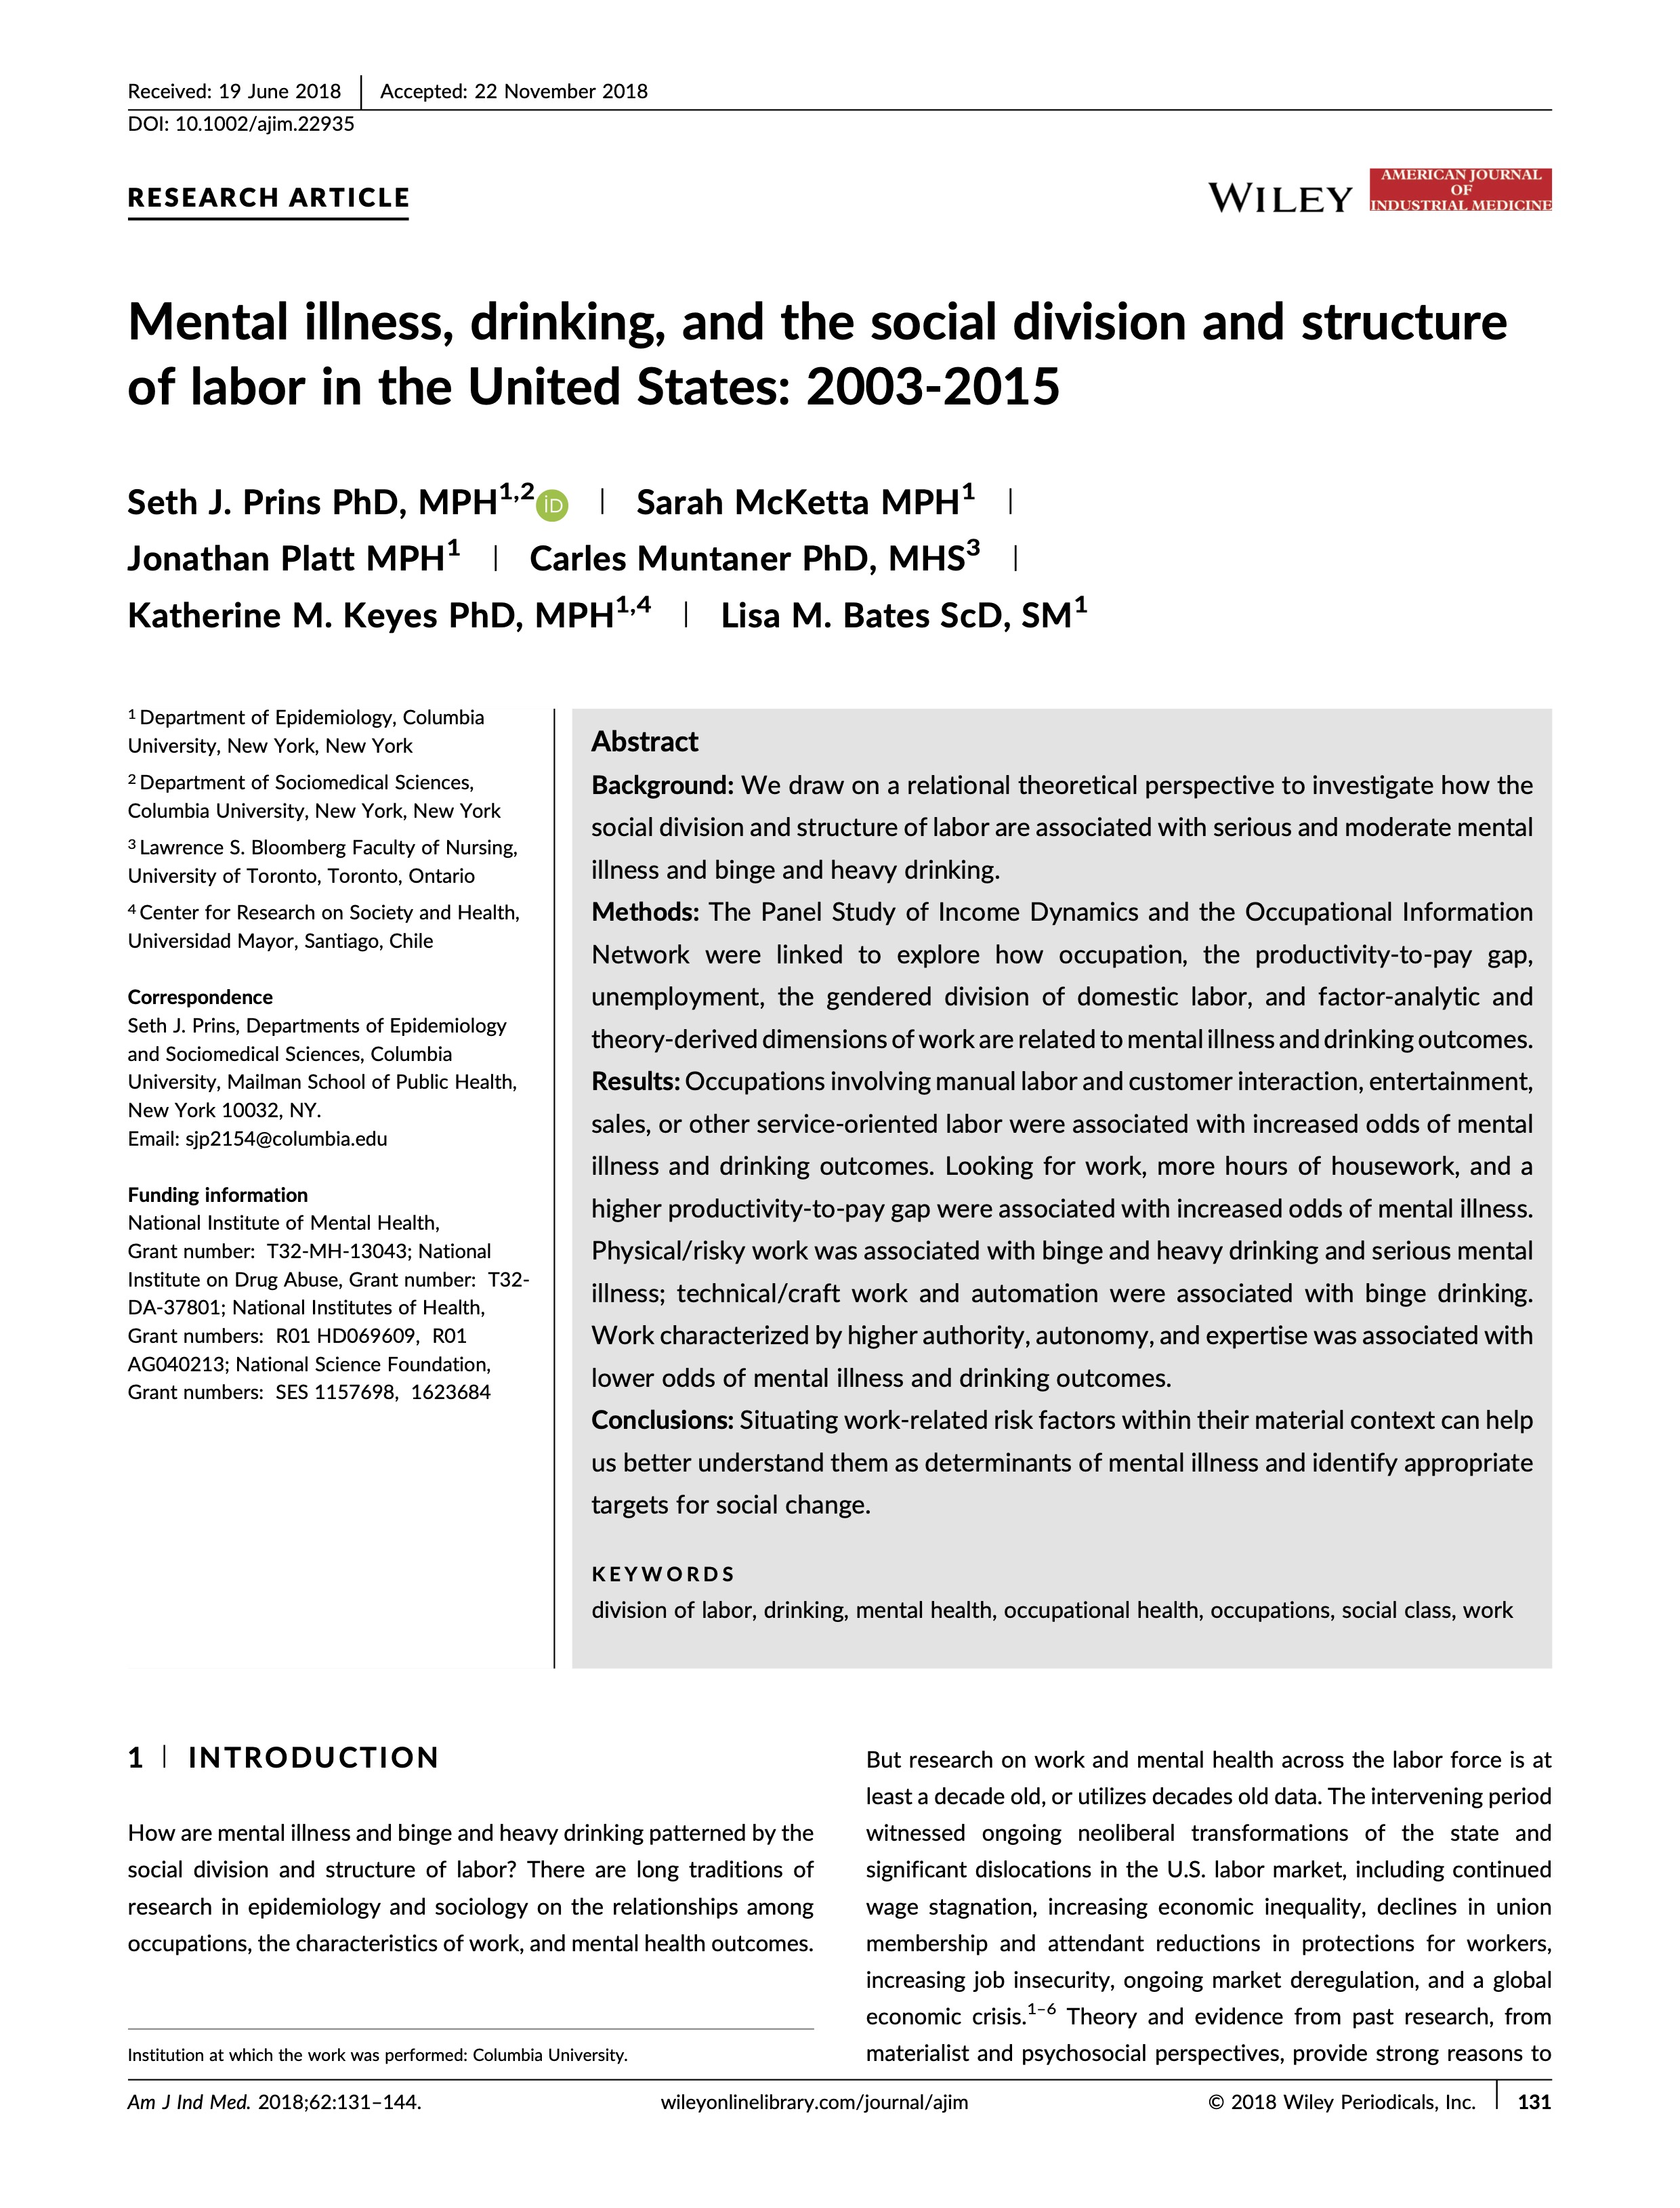 Received: 19 June 2018 | Accepted: 22 November 2018
DOI: 10.1002/ajim.22935
RESEARCH ARTICLE
WILEY
AMERICAN JOURNAL
OF
INDUSTRIAL MEDICINE
Mental illness, drinking, and the social division and structure
of labor in the United States: 2003-2015
Seth J. Prins PhD, MPH1,2 iD | Sarah McKetta MPH1 |
Jonathan Platt MPH1 | Carles Muntaner PhD, MHS3 |
Katherine M. Keyes PhD, MPH1,4 | Lisa M. Bates ScD, SM1
1 Department of Epidemiology, Columbia
University, New York, New York
2 Department of Sociomedical Sciences,
Columbia University, New York, New York
3 Lawrence S. Bloomberg Faculty of Nursing,
University of Toronto, Toronto, Ontario
4 Center for Research on Society and Health,
Universidad Mayor, Santiago, Chile
Correspondence
Seth J. Prins, Departments of Epidemiology
and Sociomedical Sciences, Columbia
University, Mailman School of Public Health,
New York 10032, NY.
Email: sjp2154@columbia.edu
Funding information
National Institute of Mental Health,
Grant number: T32-MH-13043; National
Institute on Drug Abuse, Grant number: T32-
DA-37801; National Institutes of Health,
Grant numbers: R01 HD069609, R01
AG040213; National Science Foundation,
Grant numbers: SES 1157698, 1623684
Abstract
Background: We draw on a relational theoretical perspective to investigate how the
social division and structure of labor are associated with serious and moderate mental
illness and binge and heavy drinking.
Methods: The Panel Study of Income Dynamics and the Occupational Information
Network were linked to explore how occupation, the productivity-to-pay gap,
unemployment, the gendered division of domestic labor, and factor-analytic and
theory-derived dimensions of work are related to mental illness and drinking outcomes.
Results: Occupations involving manual labor and customer interaction, entertainment,
sales, or other service-oriented labor were associated with increased odds of mental
illness and drinking outcomes. Looking for work, more hours of housework, and a
higher productivity-to-pay gap were associated with increased odds of mental illness.
Physical/risky work was associated with binge and heavy drinking and serious mental
illness; technical/craft work and automation were associated with binge drinking.
Work characterized by higher authority, autonomy, and expertise was associated with
lower odds of mental illness and drinking outcomes.
Conclusions: Situating work-related risk factors within their material context can help
us better understand them as determinants of mental illness and identify appropriate
targets for social change.
KEYWORDS
division of labor, drinking, mental health, occupational health, occupations, social class, work
1 | INTRODUCTION
How are mental illness and binge and heavy drinking patterned by the
social division and structure of labor? There are long traditions of
research in epidemiology and sociology on the relationships among
occupations, the characteristics of work, and mental health outcomes.
Institution at which the work was performed: Columbia University.
But research on work and mental health across the labor force is at
least a decade old, or utilizes decades old data. The intervening period
witnessed ongoing neoliberal transformations of the state and
significant dislocations in the U.S. labor market, including continued
wage stagnation, increasing economic inequality, declines in union
membership and attendant reductions in protections for workers,
increasing job insecurity, ongoing market deregulation, and a global
economic crisis.1–6 Theory and evidence from past research, from
materialist and psychosocial perspectives, provide strong reasons to
Am J Ind Med. 2018;62:131–144. wileyonlinelibrary.com/journal/ajim © 2018 Wiley Periodicals, Inc. | 131